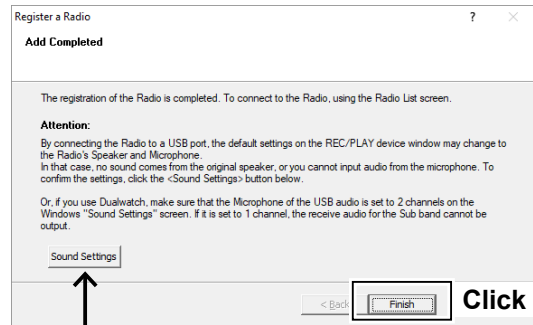 Register a Radio
?
Add Completed
The registration of the Radio is completed. To connect to the Radio, using the Radio List screen.
Attention:
By connecting the Radio to a USB port, the default settings on the REC/PLAY device window may change to
the Radio's Speaker and Microphone.
In that case, no sound comes from the original speaker, or you cannot input audio from the microphone. To
confirm the settings, click the <Sound Settings> button below.
Or, if you use Dualwatch, make sure that the Microphone of the USB audio is set to 2 channels on the
Windows "Sound Settings" screen. If it is set to 1 channel, the receive audio for the Sub band cannot be
output.
Sound Settings
< Back Finish Click